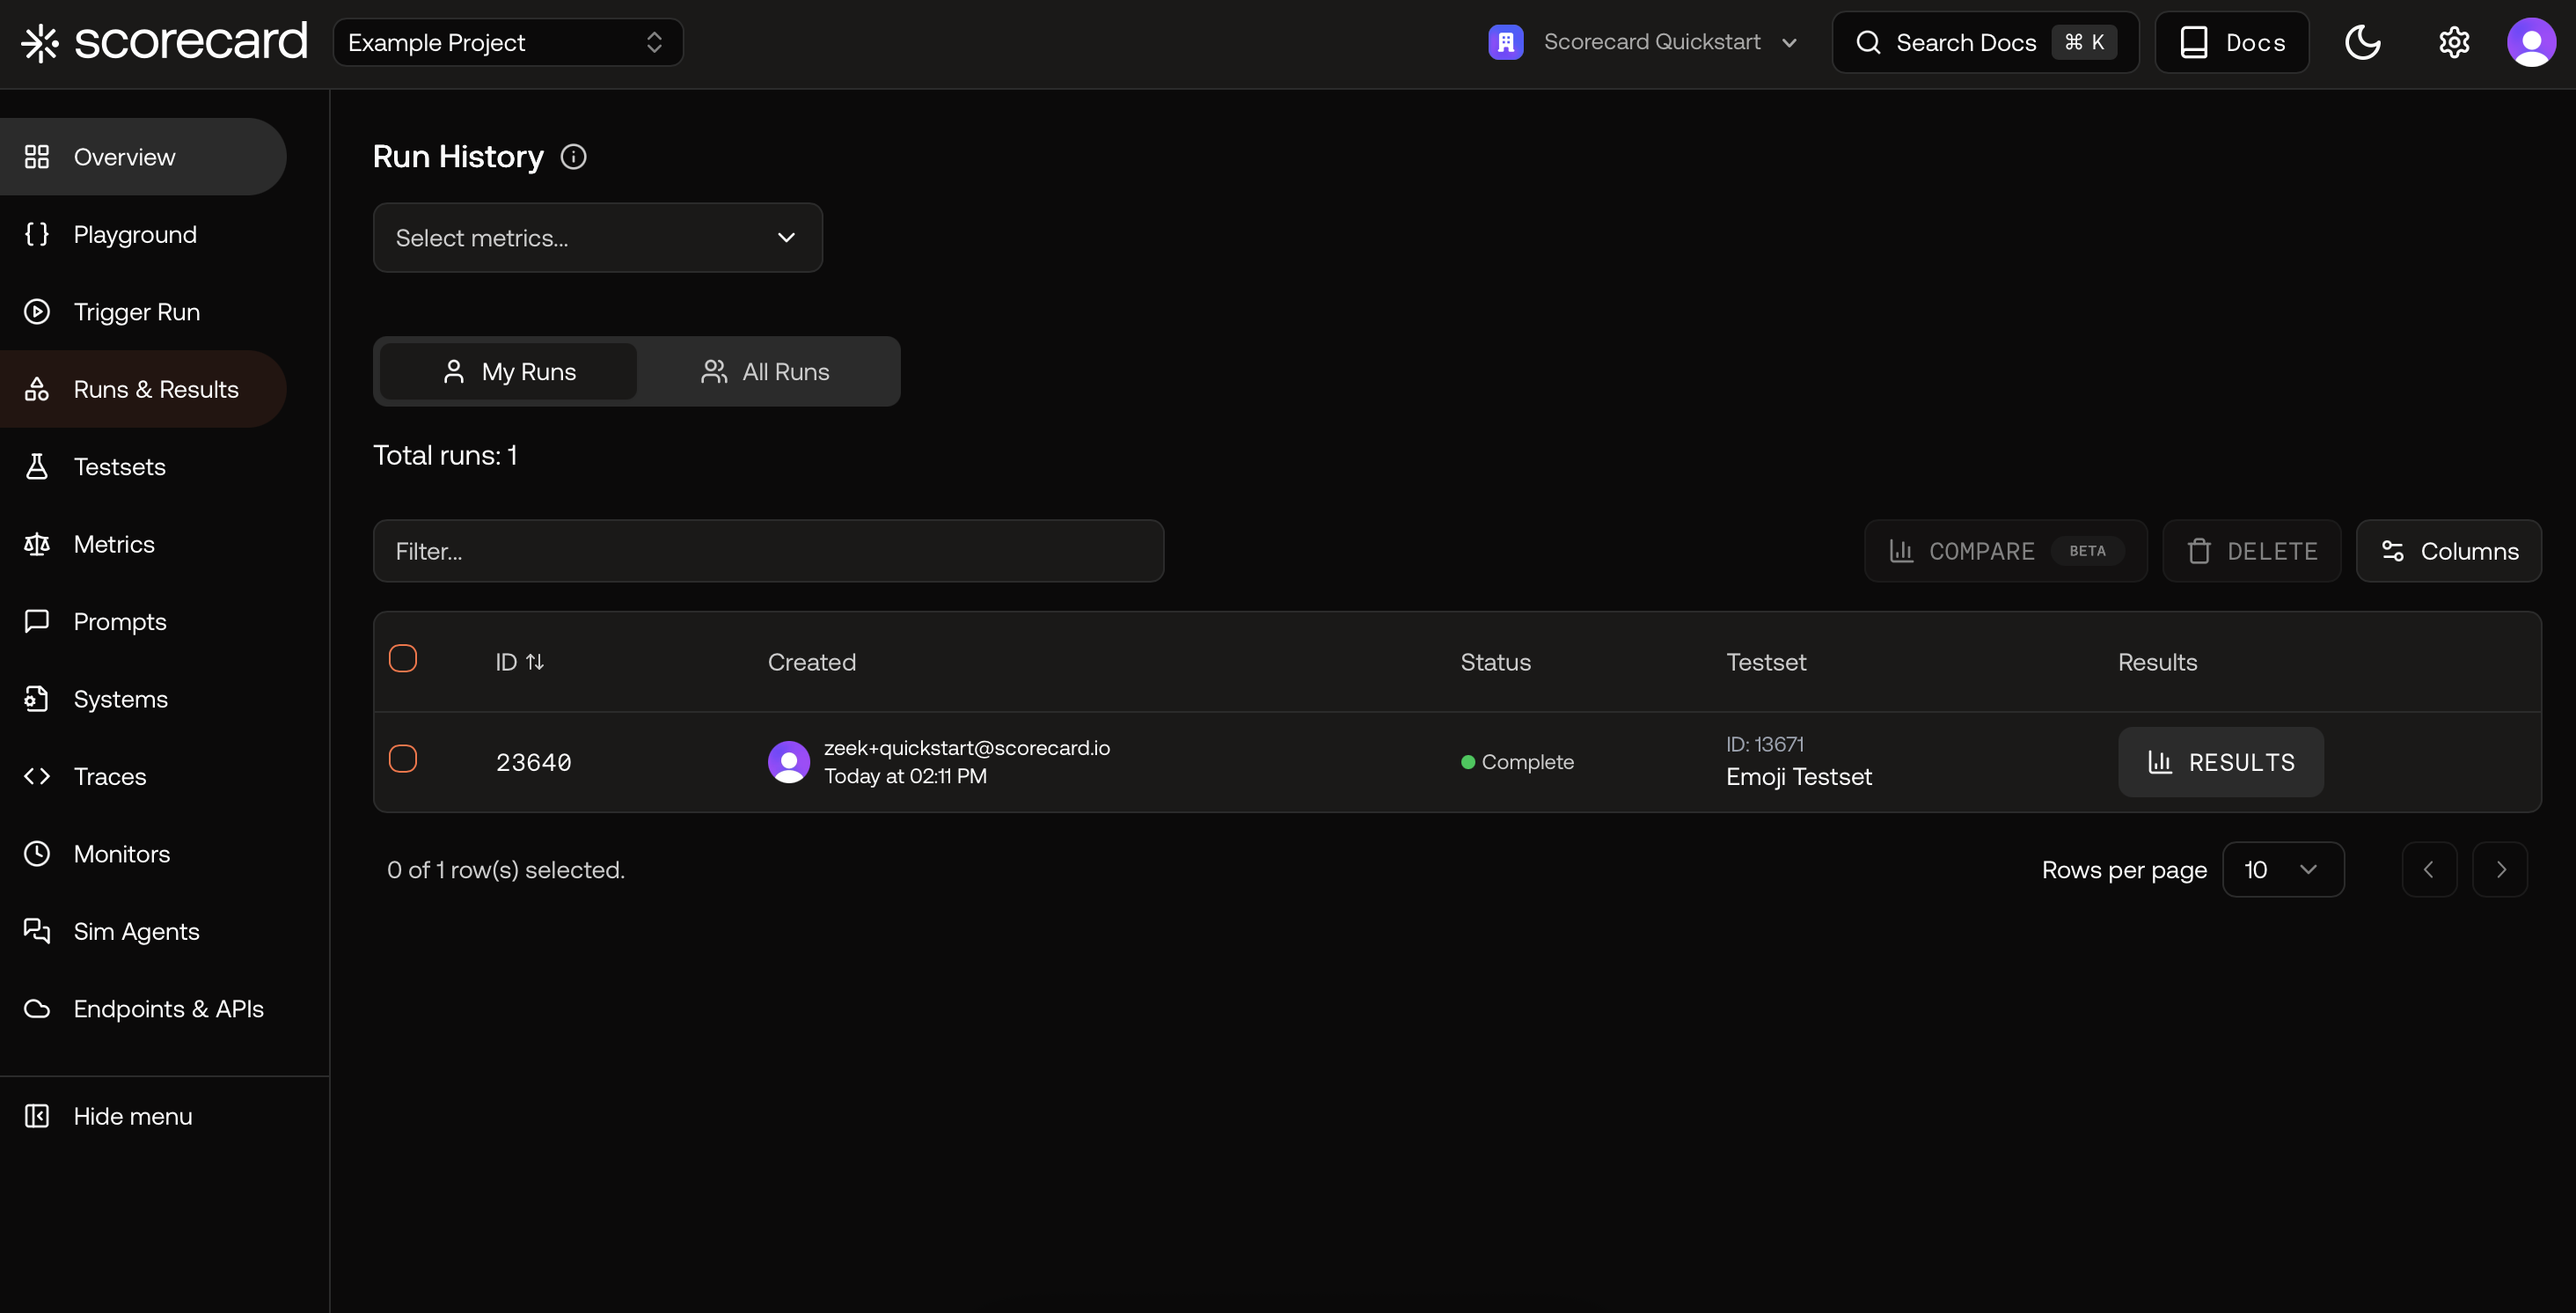 scorecard
Example Project
Scorecard Quickstart
Search Docs ⌘ K
Docs
Overview
Playground
Trigger Run
Runs & Results
Testsets
Metrics
Prompts
Systems
Traces
Monitors
Sim Agents
Endpoints & APIs
Hide menu
Run History
Select metrics...
My Runs
All Runs
Total runs: 1
Filter...
COMPARE BETA
DELETE
Columns
ID Created Status Testset Results
23640
zeek+quickstart@scorecard.io
Today at 02:11 PM
Complete
ID: 13671
Emoji Testset
RESULTS
0 of 1 row(s) selected.
Rows per page 10